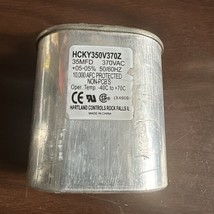 HCKY350V370Z
35MFD 370VAC
+05-05% 50/60HZ
10,000 AFC PROTECTED
NON-PCB'S
Oper. Temp. -40C to +70C
CE
HARTLAND CONTROLS ROCK FALLS IL
MADE IN CHINA